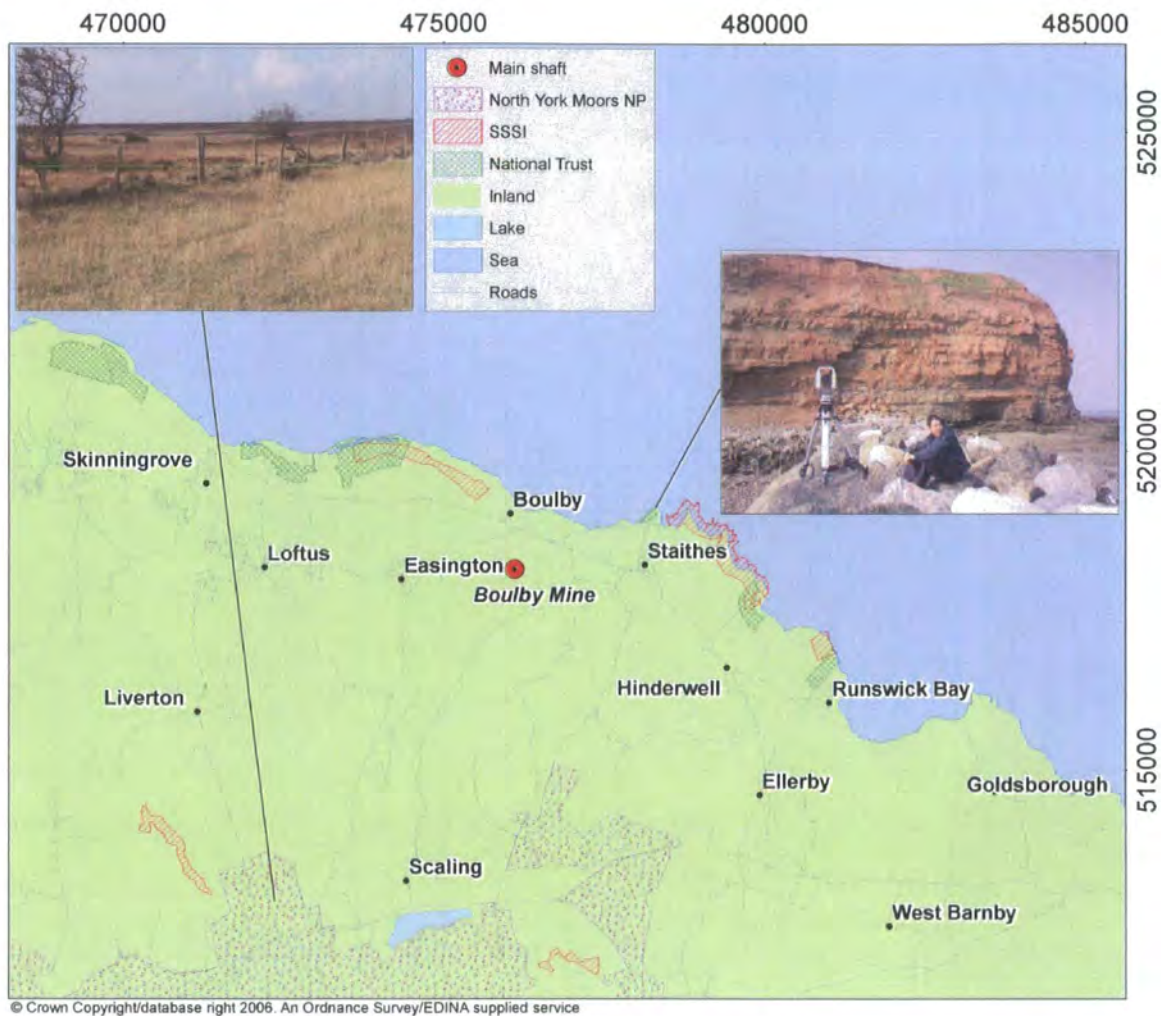 470000 475000 480000 485000
Main shaft
North York Moors NP
SSSI
National Trust
Inland
Lake
Sea
Roads
525000
520000
515000
Skinningrove
Boulby
Loftus
Easington
Staithes
Boulby Mine
Hinderwell
Liverton
Runswick Bay
Ellerby
Goldsborough
Scaling
West Barnby
© Crown Copyright/database right 2006. An Ordnance Survey/EDINA supplied service